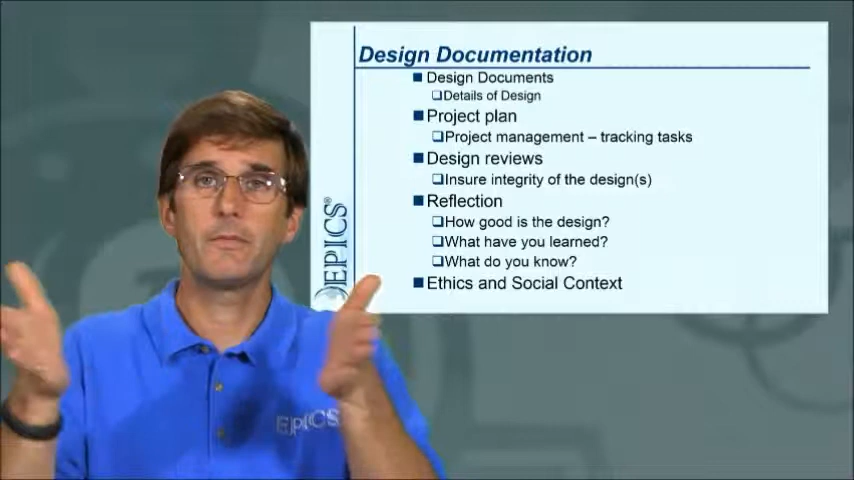 Design Documentation
■ Design Documents
❑Details of Design
■ Project plan
❑Project management – tracking tasks
■ Design reviews
❑Insure integrity of the design(s)
■ Reflection
❑How good is the design?
❑What have you learned?
❑What do you know?
■ Ethics and Social Context
EPICS®
EPICS